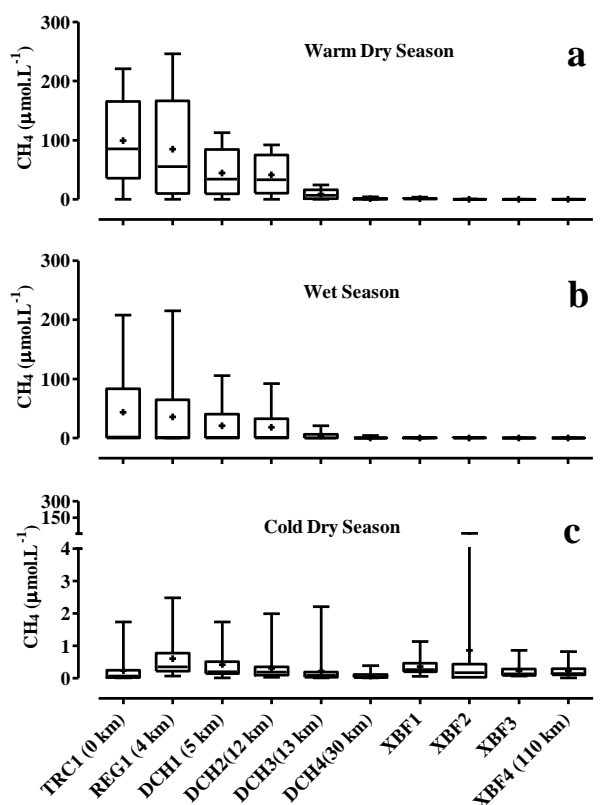 300
200
100
0
CH4 (µmol.L-1)
Warm Dry Season
a
300
200
100
0
CH4 (µmol.L-1)
Wet Season
b
300
150
4
3
2
1
0
CH4 (µmol.L-1)
Cold Dry Season
c
TRC1 (0 km)
REG1 (4 km)
DCH1 (5 km)
DCH2(12 km)
DCH3(13 km)
DCH4(30 km)
XBF1
XBF2
XBF3
XBF4 (110 km)